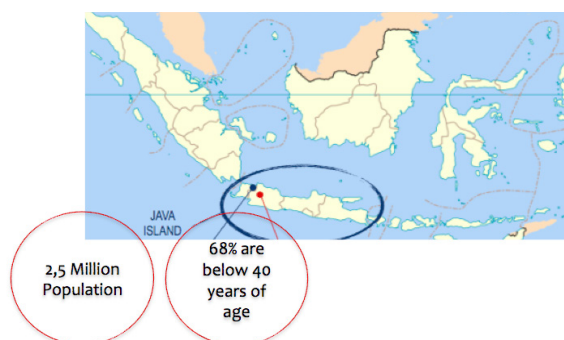 JAVA
ISLAND
2,5 Million
Population
68% are
below 40
years of
age